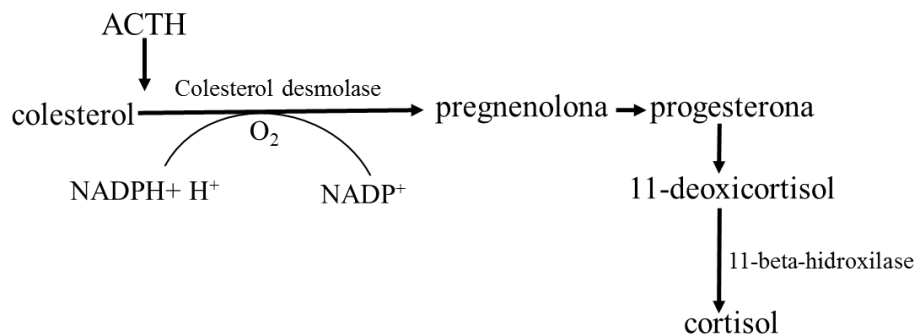 ACTH
Colesterol desmolase
colesterol
pregnenolona
progesterona
O₂
NADPH+ H⁺
NADP⁺
11-deoxicortisol
11-beta-hidroxilase
cortisol